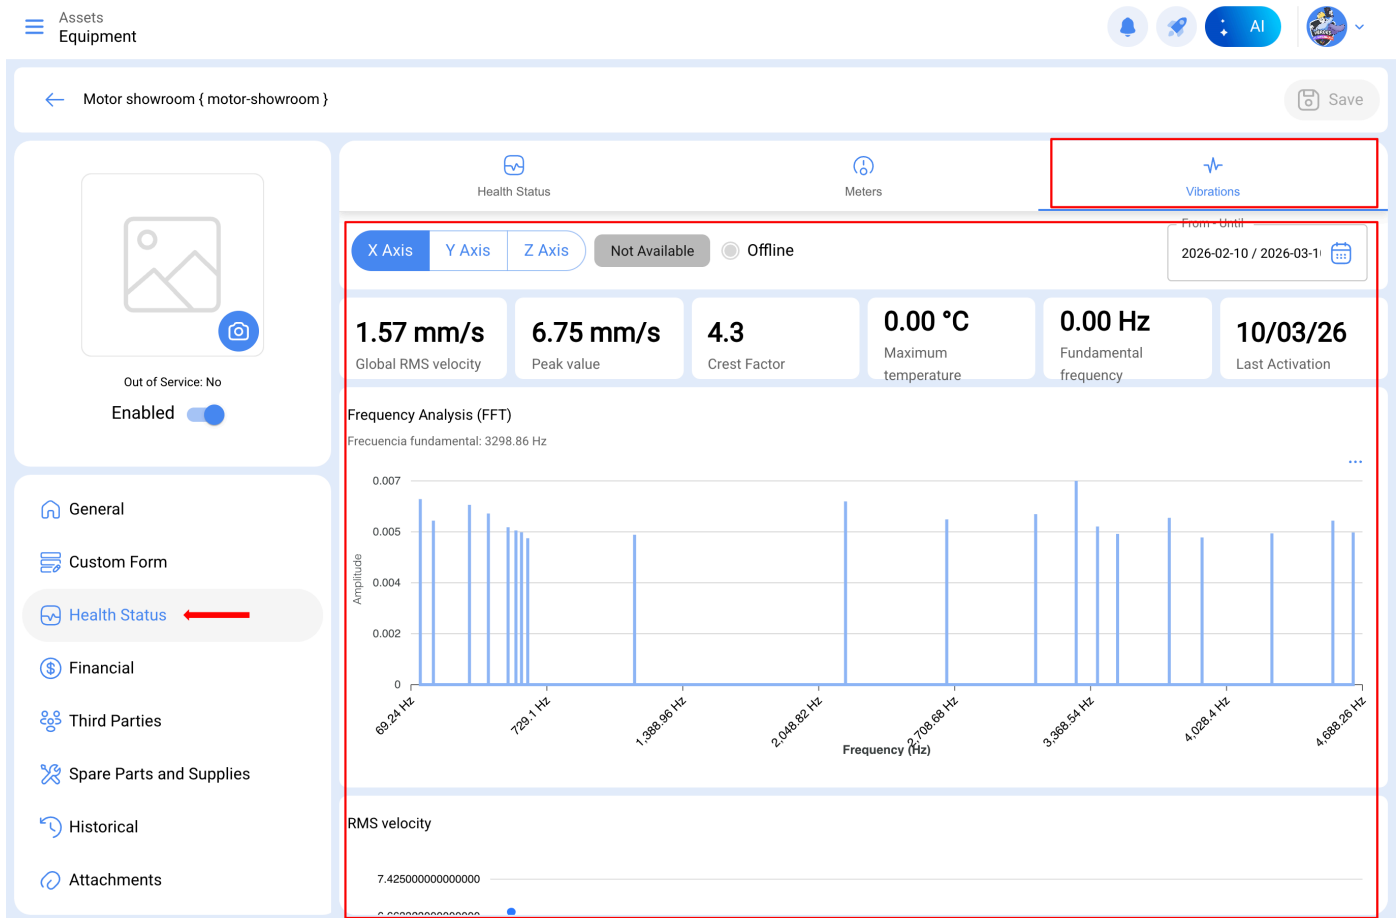 Assets
Equipment
AI
Motor showroom { motor-showroom }
Save
Health Status
Meters
Vibrations
Out of Service: No
Enabled
General
Custom Form
Health Status
Financial
Third Parties
Spare Parts and Supplies
Historical
Attachments
X Axis
Y Axis
Z Axis
Not Available
Offline
From - Until
2026-02-10 / 2026-03-1
1.57 mm/s
Global RMS velocity
6.75 mm/s
Peak value
4.3
Crest Factor
0.00 °C
Maximum
temperature
0.00 Hz
Fundamental
frequency
10/03/26
Last Activation
Frequency Analysis (FFT)
Frecuencia fundamental: 3298.86 Hz
0.007
0.005
0.004
0.002
0
Amplitude
69.24 Hz
729.1 Hz
1,388.96 Hz
2,048.82 Hz
2,708.68 Hz
3,368.54 Hz
4,028.4 Hz
4,688.26 Hz
Frequency (Hz)
RMS velocity
7.425000000000000